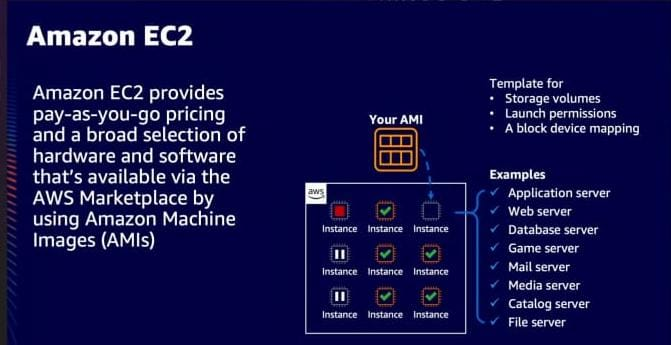 Amazon EC2
Amazon EC2 provides
pay-as-you-go pricing
and a broad selection of
hardware and software
that's available via the
AWS Marketplace by
using Amazon Machine
Images (AMIs)
Your AMI
Template for
• Storage volumes
• Launch permissions
• A block device mapping
aws
Instance Instance Instance
Instance Instance Instance
Instance Instance Instance
Examples
✓ Application server
✓ Web server
✓ Database server
✓ Game server
✓ Mail server
✓ Media server
✓ Catalog server
✓ File server